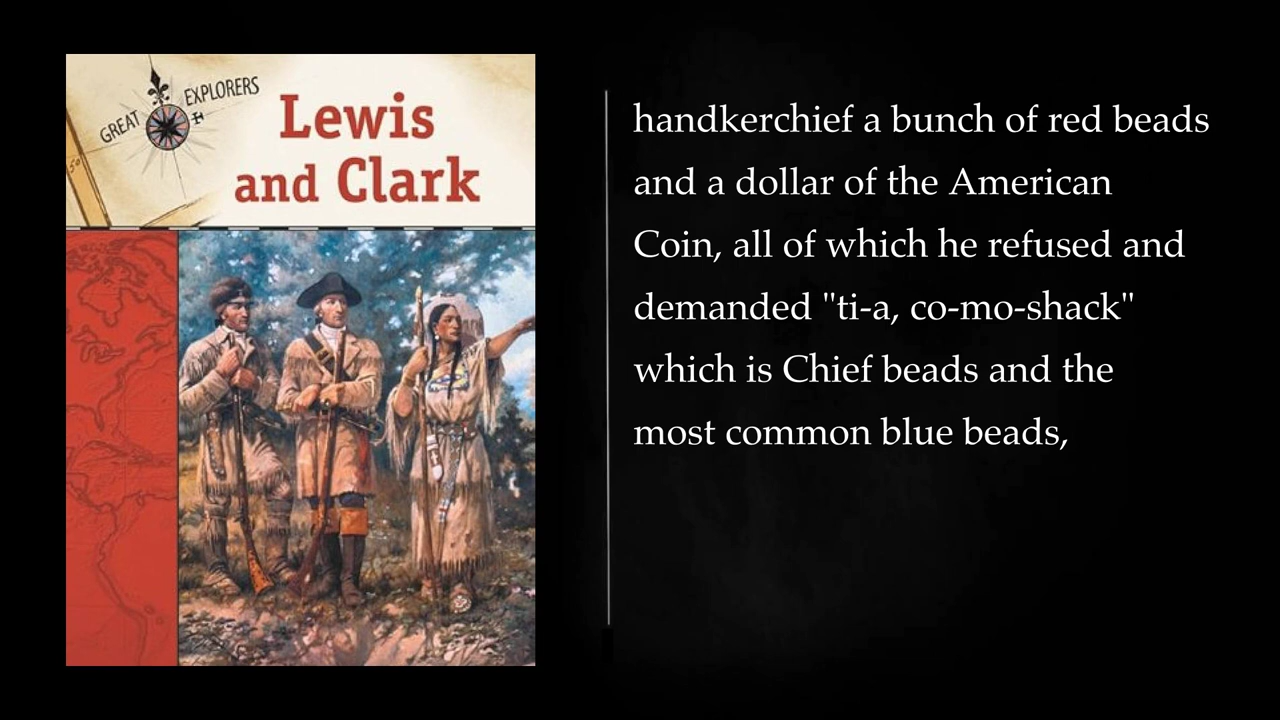 GREAT EXPLORERS
Lewis
and Clark
50
handkerchief a bunch of red beads
and a dollar of the American
Coin, all of which he refused and
demanded "ti-a, co-mo-shack"
which is Chief beads and the
most common blue beads,